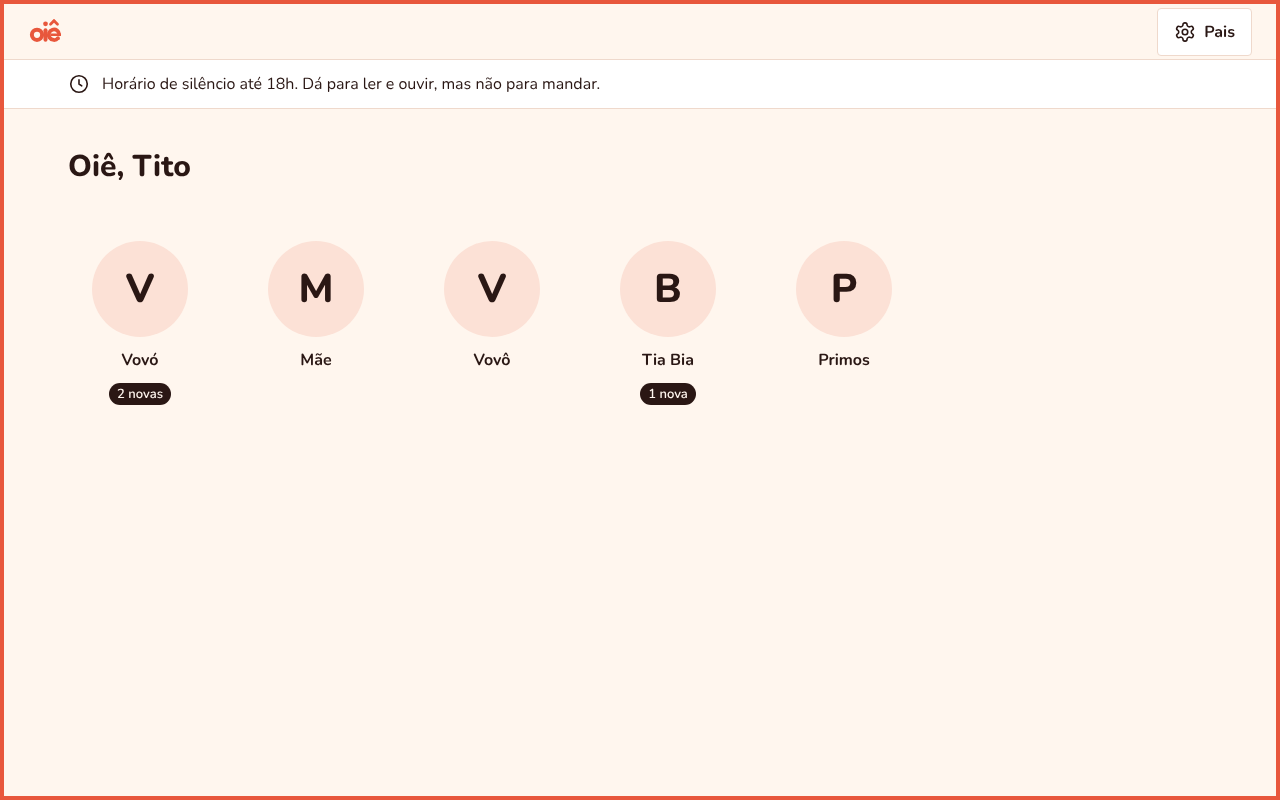 oiê
Pais
Horário de silêncio até 18h. Dá para ler e ouvir, mas não para mandar.
Oiê, Tito
V
M
V
B
P
Vovó
Mãe
Vovô
Tia Bia
Primos
2 novas
1 nova